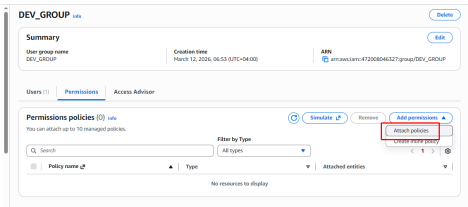 DEV_GROUP Info
Delete
Summary
Edit
User group name
DEV_GROUP
Creation time
March 12, 2026, 06:53 (UTC+04:00)
ARN
arn:aws:iam::472008046327:group/DEV_GROUP
Users (1)
Permissions
Access Advisor
Permissions policies (0) Info
You can attach up to 10 managed policies.
Simulate
Remove
Add permissions
Attach policies
Create inline policy
Filter by Type
Search
All types
1
Policy name
Type
Attached entities
No resources to display